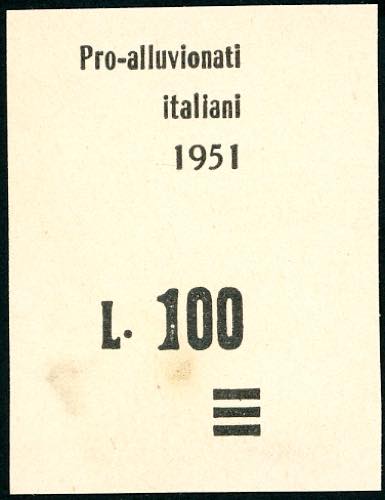 Pro-alluvionati
italiani
1951
L. 100